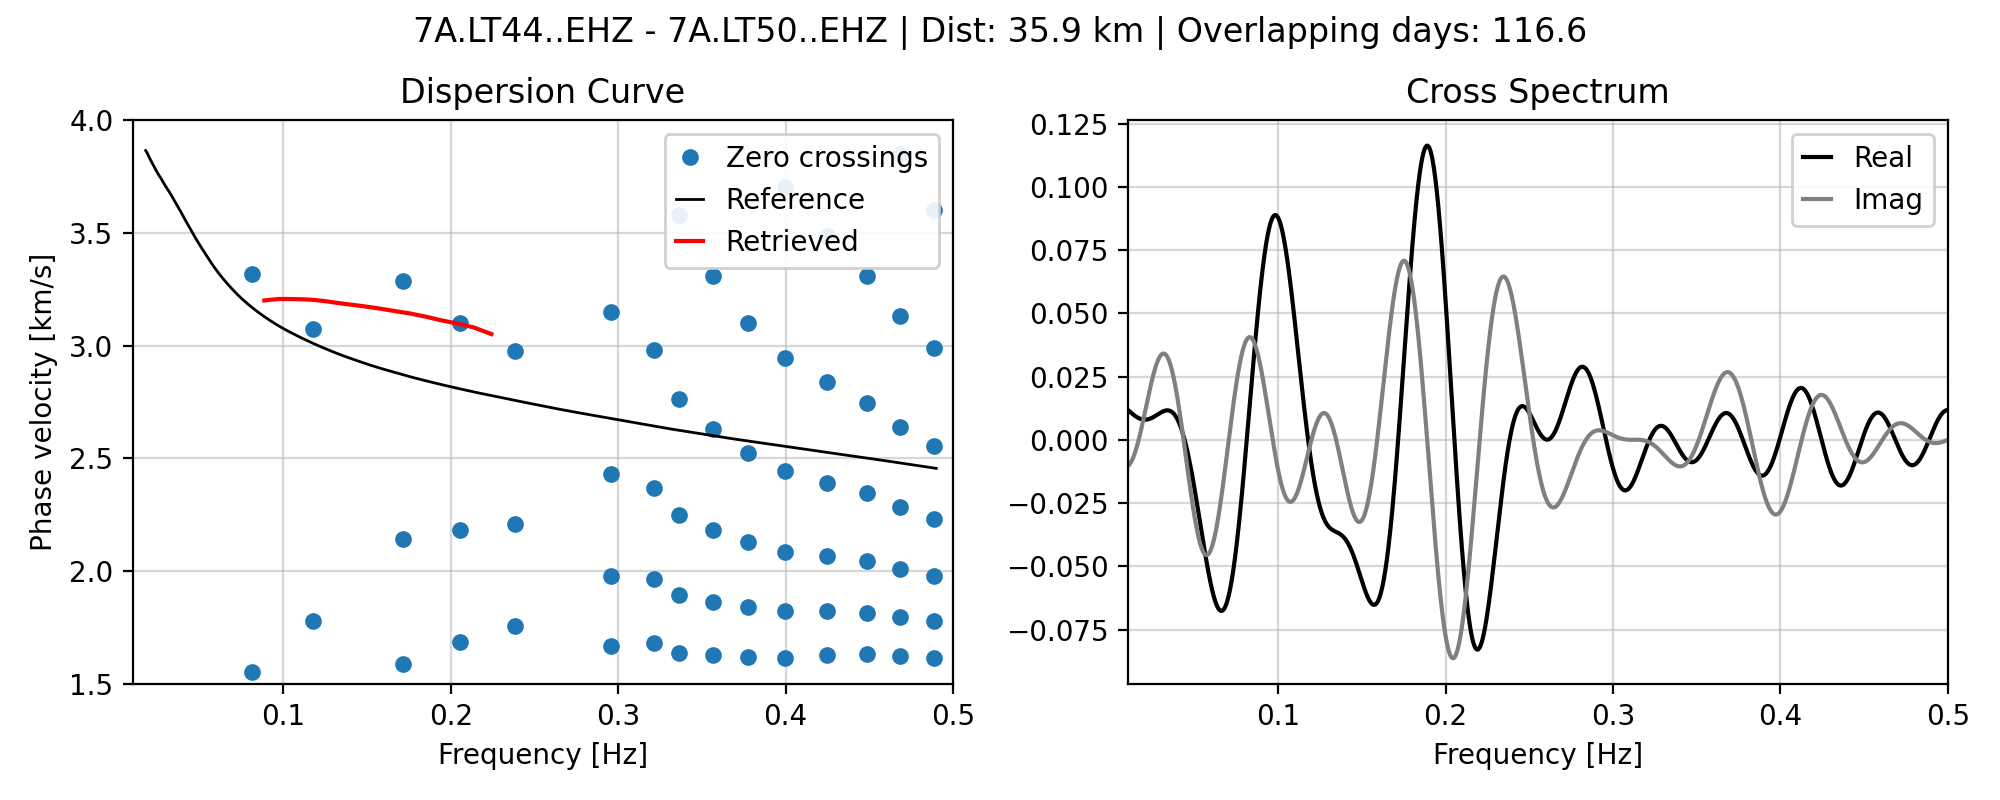 7A.LT44..EHZ - 7A.LT50..EHZ | Dist: 35.9 km | Overlapping days: 116.6
Dispersion Curve
4.0
3.5
3.0
2.5
2.0
1.5
Phase velocity [km/s]
Zero crossings
Reference
Retrieved
0.1
0.2
0.3
0.4
0.5
Frequency [Hz]
Cross Spectrum
0.125
0.100
0.075
0.050
0.025
0.000
−0.025
−0.050
−0.075
Real
Imag
0.1
0.2
0.3
0.4
0.5
Frequency [Hz]